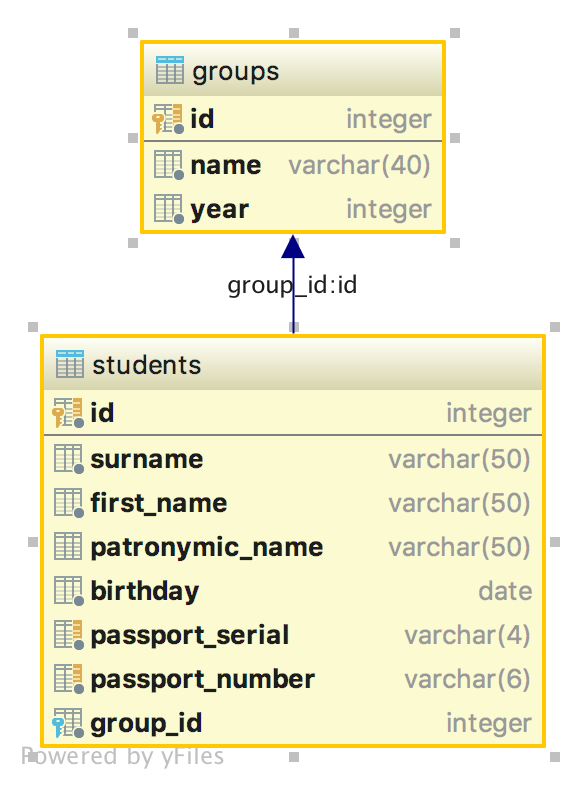 groups
id integer
name varchar(40)
year integer
group_id:id
students
id integer
surname varchar(50)
first_name varchar(50)
patronymic_name varchar(50)
birthday date
passport_serial varchar(4)
passport_number varchar(6)
group_id integer
Powered by yFiles